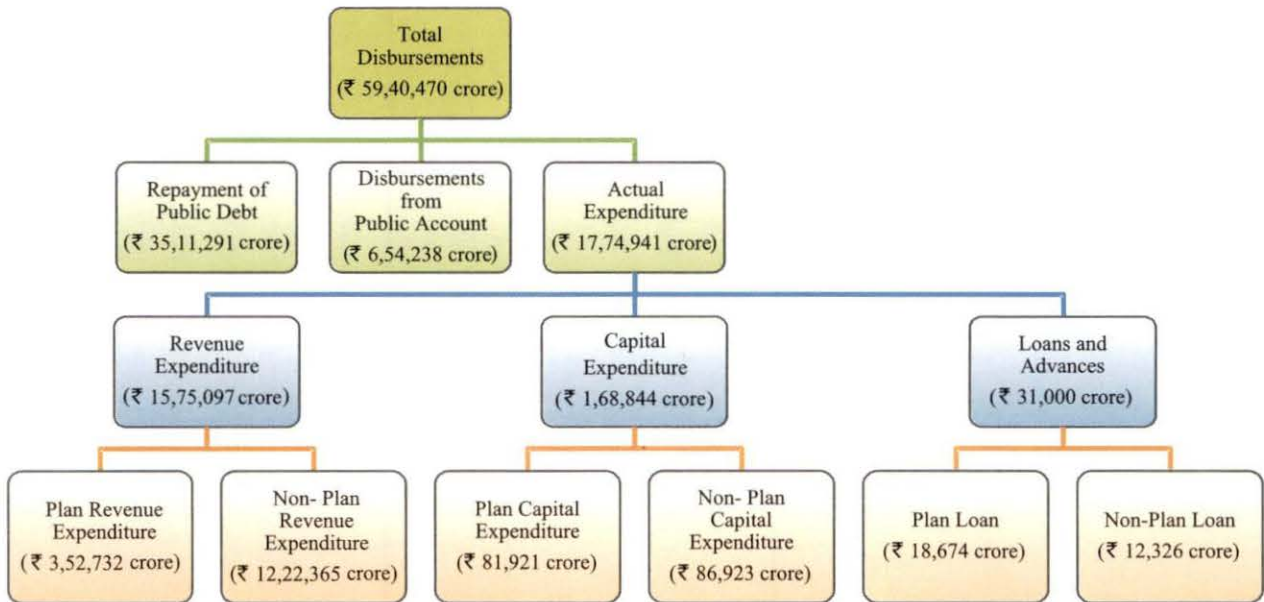 Total
Disbursements
(₹ 59,40,470 crore)
Repayment of
Public Debt
(₹ 35,11,291 crore)
Disbursements
from
Public Account
(₹ 6,54,238 crore)
Actual
Expenditure
(₹ 17,74,941 crore)
Revenue
Expenditure
(₹ 15,75,097 crore)
Capital
Expenditure
(₹ 1,68,844 crore)
Loans and
Advances
(₹ 31,000 crore)
Plan Revenue
Expenditure
(₹ 3,52,732 crore)
Non- Plan
Revenue
Expenditure
(₹ 12,22,365 crore)
Plan Capital
Expenditure
(₹ 81,921 crore)
Non- Plan
Capital
Expenditure
(₹ 86,923 crore)
Plan Loan
(₹ 18,674 crore)
Non-Plan Loan
(₹ 12,326 crore)